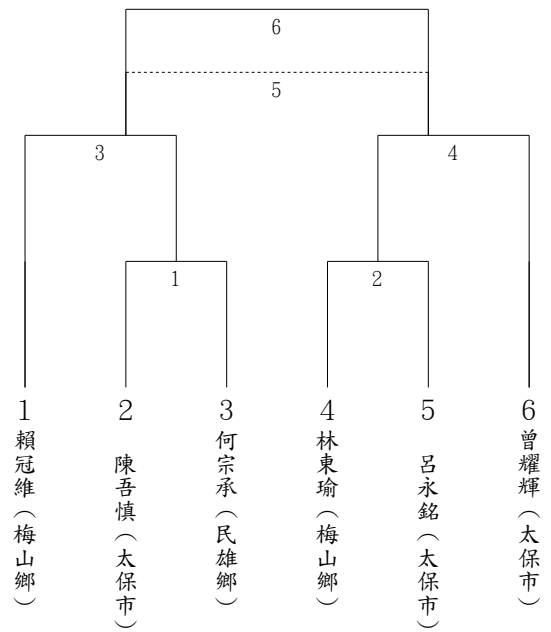 6
5
3
4
1
2
1 賴冠維（梅山鄉）
2 陳吾慎（太保市）
3 何宗承（民雄鄉）
4 林東瑜（梅山鄉）
5 呂永銘（太保市）
6 曾耀輝（太保市）